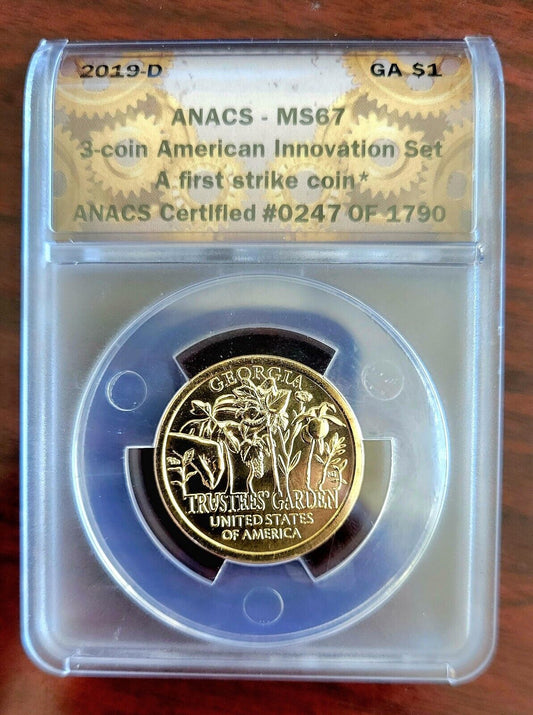 2019-D GA $1
ANACS - MS67
3-coin American Innovation Set
A first strike coin*
ANACS Certified #0247 OF 1790
GEORGIA
TRUSTEES' GARDEN
UNITED STATES
OF AMERICA